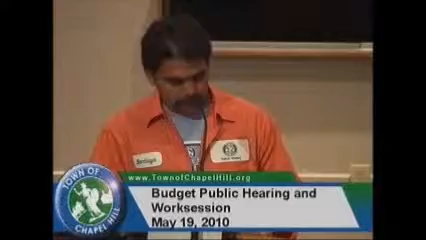 www.TownofChapelHill.org
TOWN OF
CHAPEL HILL
Budget Public Hearing and
Worksession
May 19, 2010